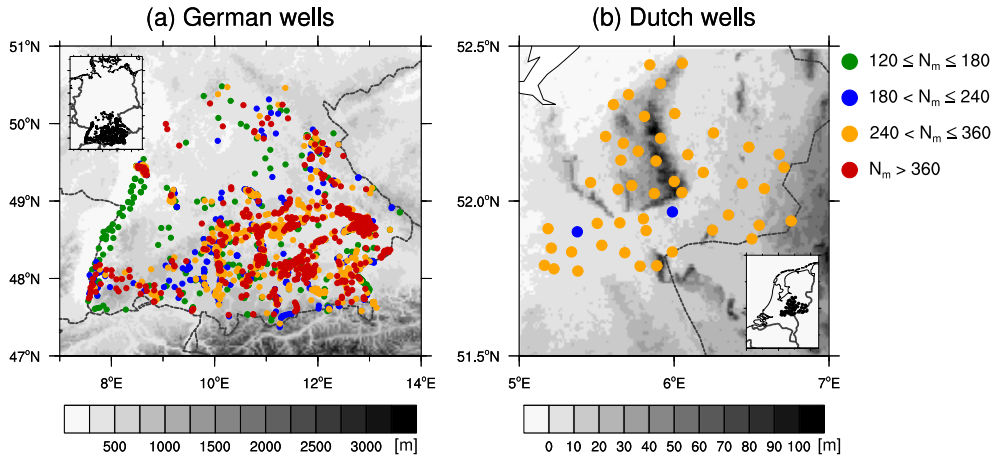 (a) German wells
51°N
50°N
49°N
48°N
47°N
8°E 10°E 12°E 14°E
500 1000 1500 2000 2500 3000 [m]
(b) Dutch wells
52.5°N
52.0°N
51.5°N
5°E 6°E 7°E
0 10 20 30 40 50 60 70 80 90 100 [m]
120 ≤ Nm ≤ 180
180 < Nm ≤ 240
240 < Nm ≤ 360
Nm > 360